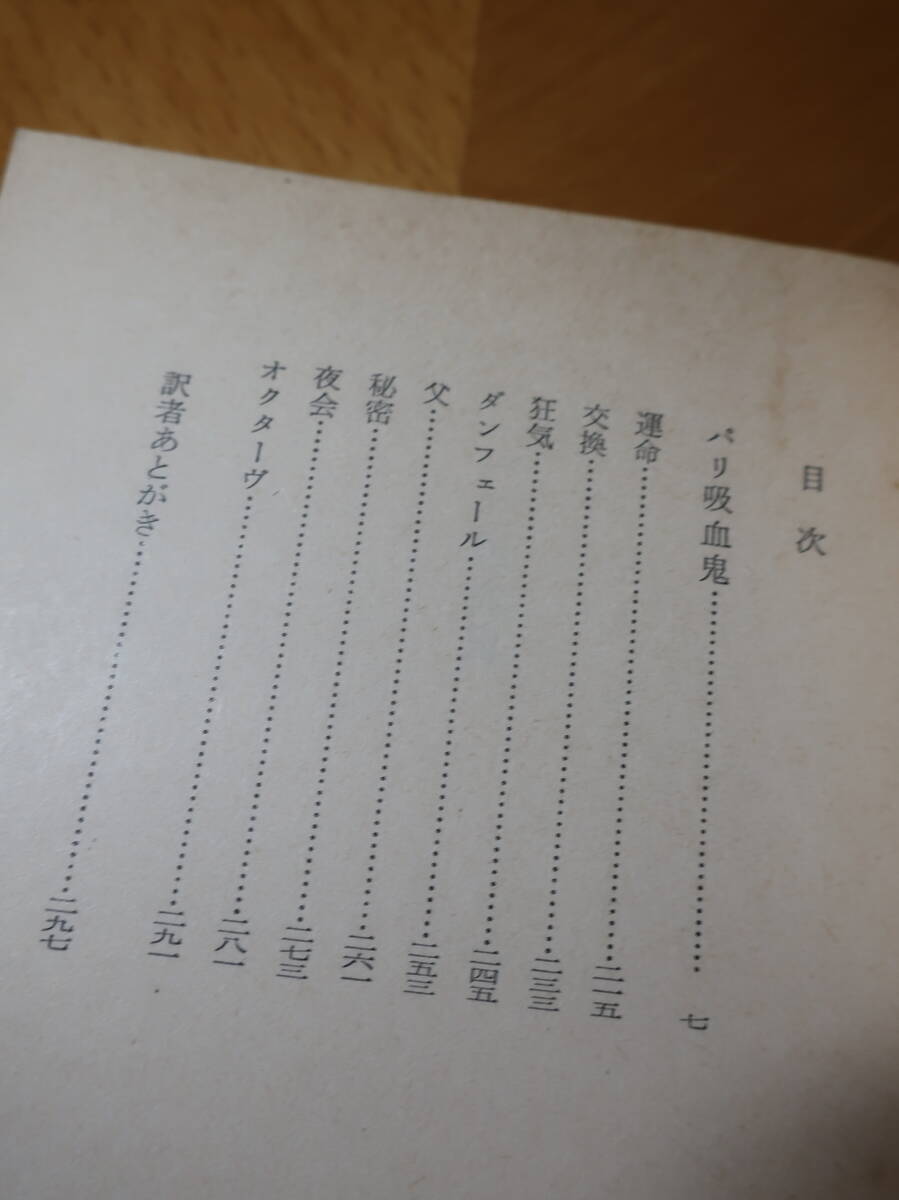 目次
パリ吸血鬼……………………七
運命……………………二一五
交換……………………二三三
狂気……………………二四五
ダンフェール……………………二五三
父……………………二六一
秘密……………………二七三
夜会……………………二八一
オクターヴ……………………二九一
訳者あとがき……………………二九七